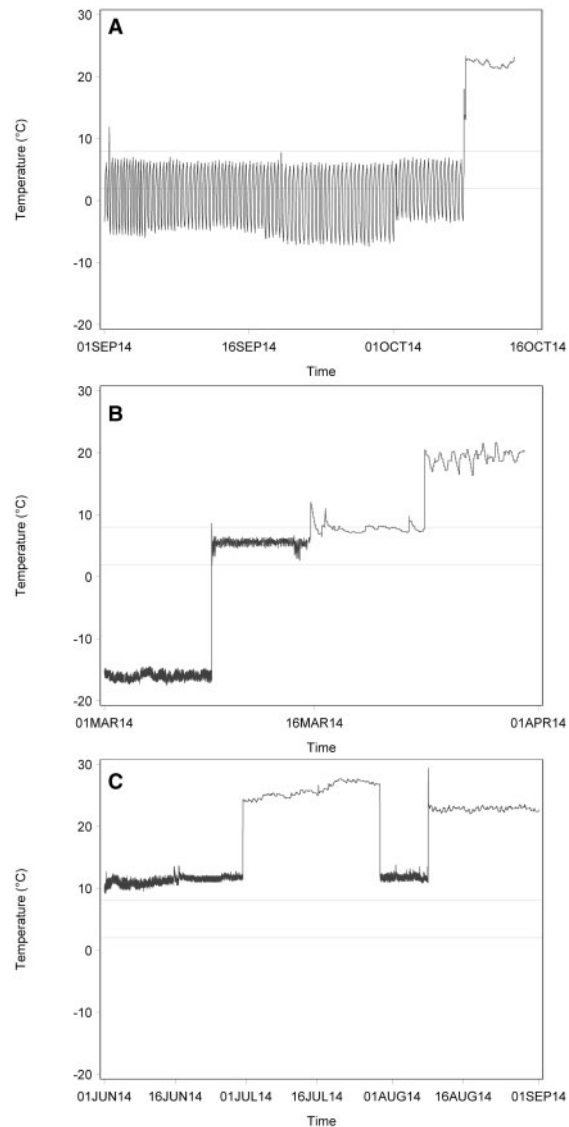 A
30
20
10
0
-10
-20
Temperature (°C)
01SEP14 16SEP14 01OCT14 16OCT14
Time
B
30
20
10
0
-10
-20
Temperature (°C)
01MAR14 16MAR14 01APR14
Time
C
30
20
10
0
-10
-20
Temperature (°C)
01JUN14 16JUN14 01JUL14 16JUL14 01AUG14 16AUG14 01SEP14
Time